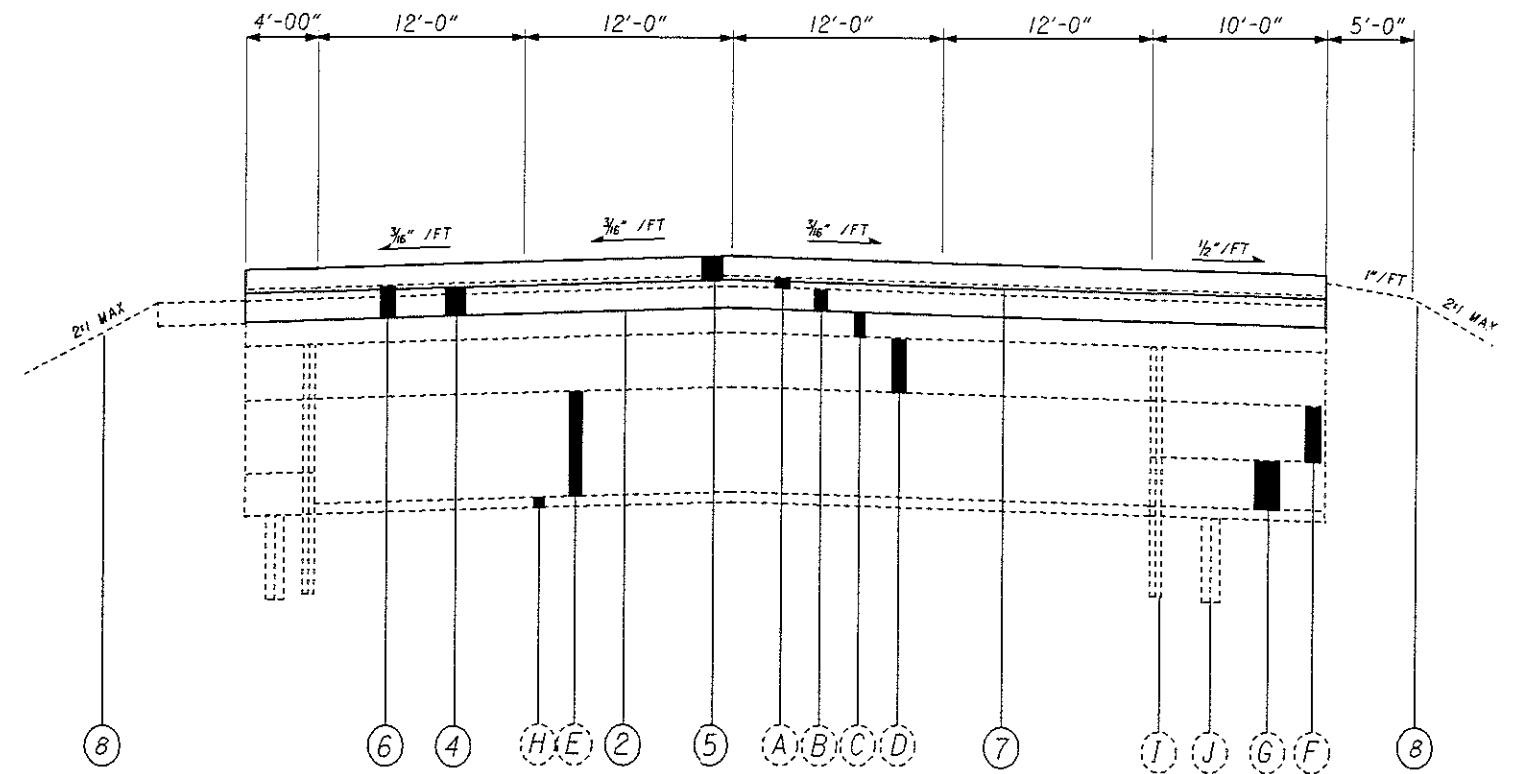 4'-00" 12'-0" 12'-0" 12'-0" 12'-0" 10'-0" 5'-0"
3/16" /FT 3/16" /FT 3/16" /FT 1/2"/FT 1"/FT
2:1 MAX 2:1 MAX
8 6 4 H E 2 5 A B C D 7 I J G F 8